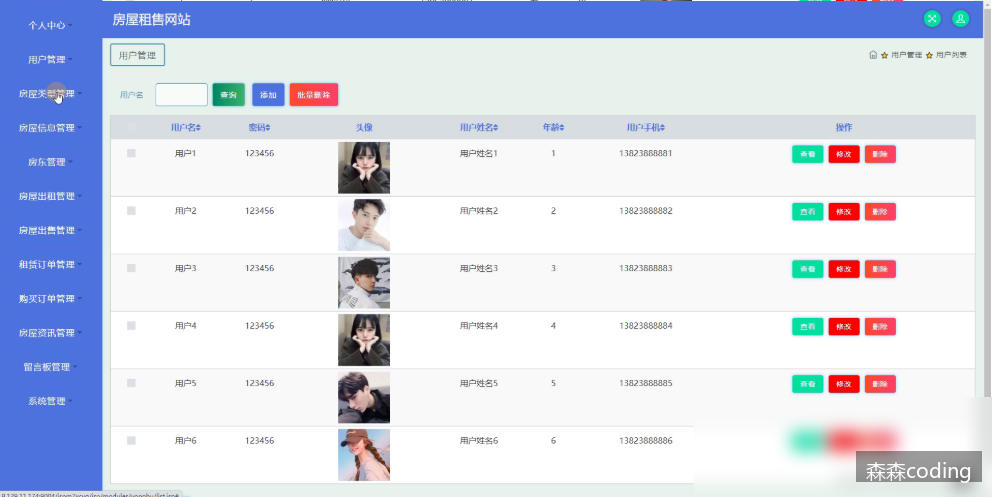 房屋租售网站
个人中心
用户管理
房屋类型管理
房屋信息管理
房东管理
房屋出租管理
房屋出售管理
租赁订单管理
购买订单管理
房屋资讯管理
留言板管理
系统管理
用户管理
用户管理 用户列表
用户名 查询 添加 批量删除
用户名 密码 头像 用户姓名 年龄 用户手机 操作
用户1 123456 用户姓名1 1 13823888881 查看 修改 删除
用户2 123456 用户姓名2 2 13823888882 查看 修改 删除
用户3 123456 用户姓名3 3 13823888883 查看 修改 删除
用户4 123456 用户姓名4 4 13823888884 查看 修改 删除
用户5 123456 用户姓名5 5 13823888885 查看 修改 删除
用户6 123456 用户姓名6 6 13823888886
森森coding